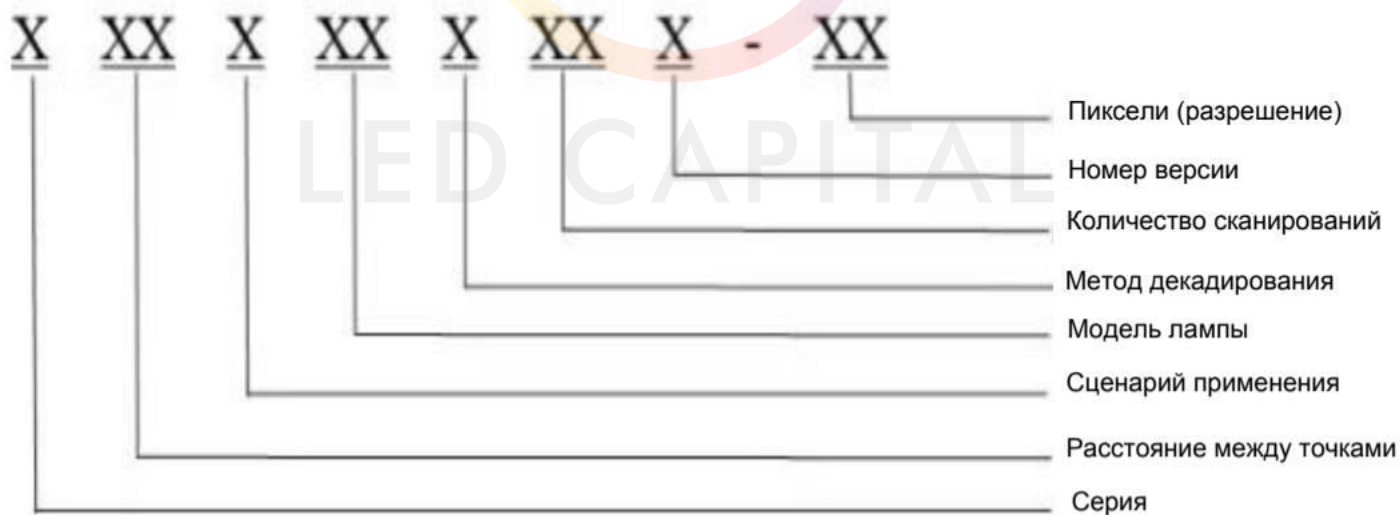 X XX X XX X XX X - XX
LED CAPITAL
Пиксели (разрешение)
Номер версии
Количество сканирований
Метод декадирования
Модель лампы
Сценарий применения
Расстояние между точками
Серия